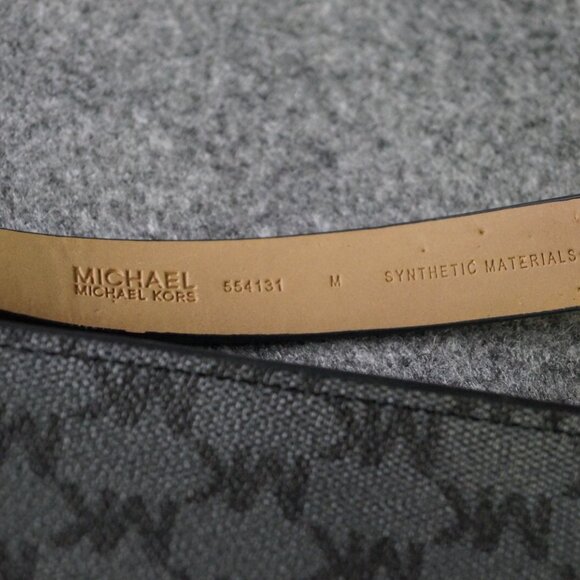 MICHAEL
MICHAEL KORS
554131
M
SYNTHETIC MATERIALS